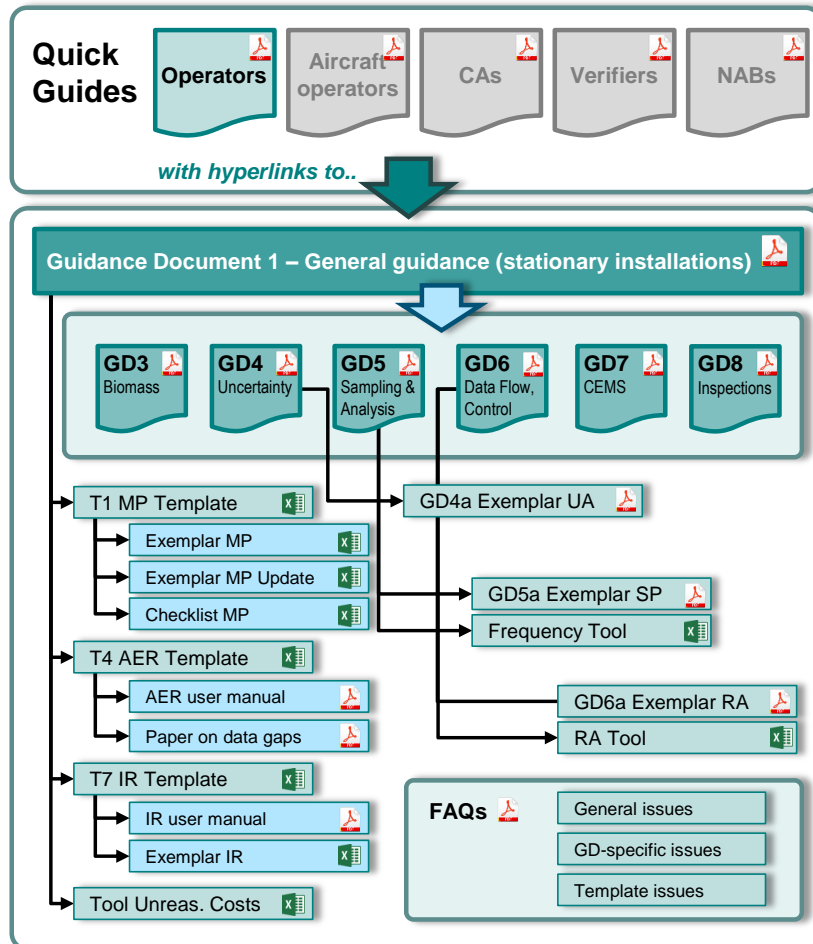 Quick
Guides
Operators
Aircraft
operators
CAs
Verifiers
NABs
with hyperlinks to..
Guidance Document 1 – General guidance (stationary installations)
GD3
Biomass
GD4
Uncertainty
GD5
Sampling &
Analysis
GD6
Data Flow,
Control
GD7
CEMS
GD8
Inspections
T1 MP Template
GD4a Exemplar UA
Exemplar MP
Exemplar MP Update
Checklist MP
GD5a Exemplar SP
Frequency Tool
T4 AER Template
AER user manual
Paper on data gaps
GD6a Exemplar RA
RA Tool
T7 IR Template
IR user manual
Exemplar IR
Tool Unreas. Costs
FAQs
General issues
GD-specific issues
Template issues